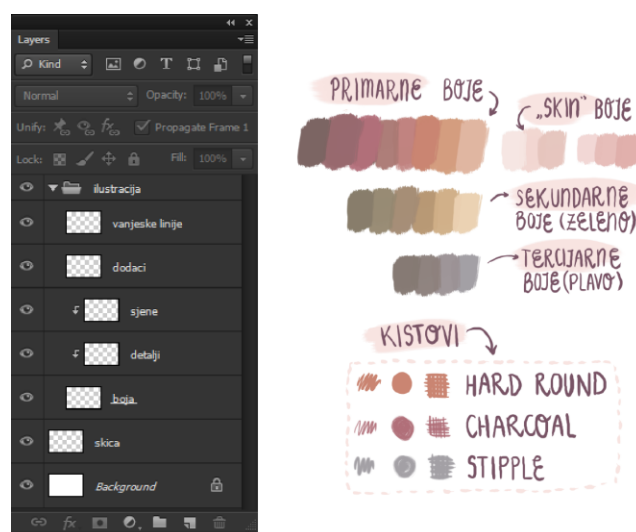 Layers
Kind
Normal
Opacity: 100%
Unify:
Propagate Frame 1
Lock:
Fill: 100%
ilustracija
vanjeske linije
dodaci
sjene
detalji
boja
skica
Background
fx
PRIMARNE BOJE
„SKIN" BOJE
SEKUNDARNE
BOJE (ZELENO)
TERCIJARNE
BOJE (PLAVO)
KISTOVI
HARD ROUND
CHARCOAL
STIPPLE